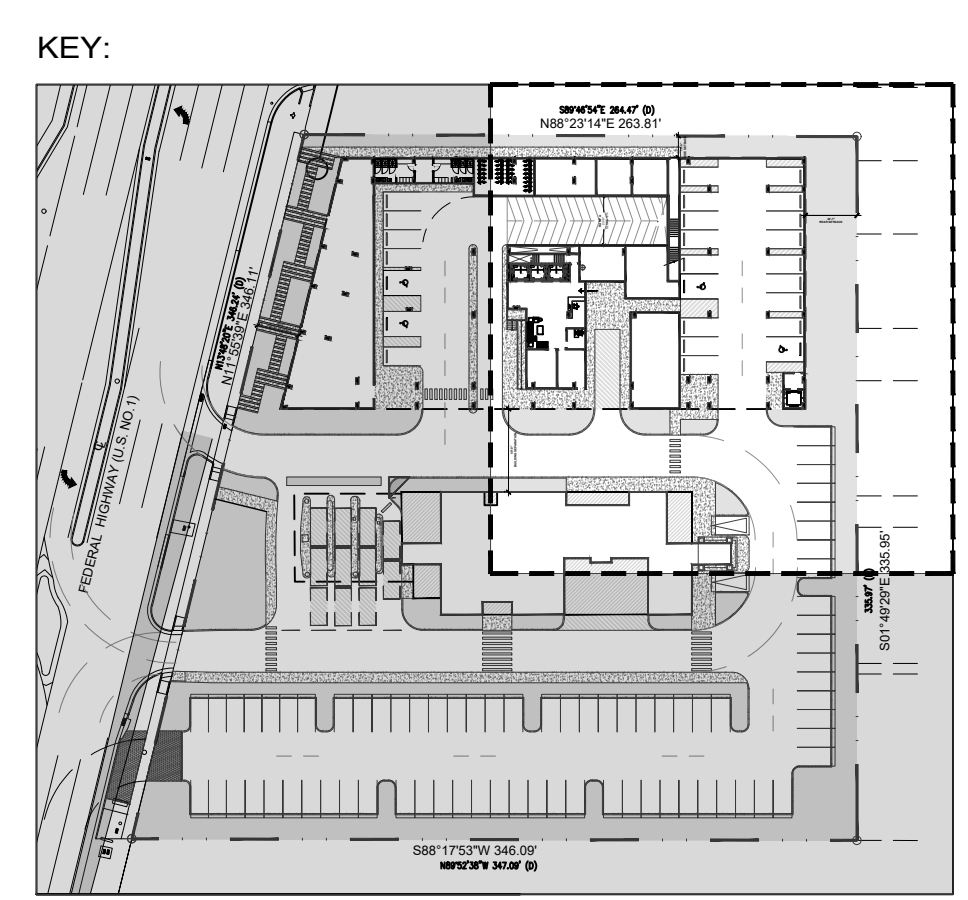 KEY:
S89°46'54"E 264.47' (D)
N88°23'14"E 263.81'
N13°46'20"E 346.24' (D)
N11°55'39"E 346.11'
FEDERAL HIGHWAY (U.S. NO.1)
335.97' (D)
S01°49'29"E 335.95'
S88°17'53"W 346.09'
N89°52'38"W 347.09' (D)